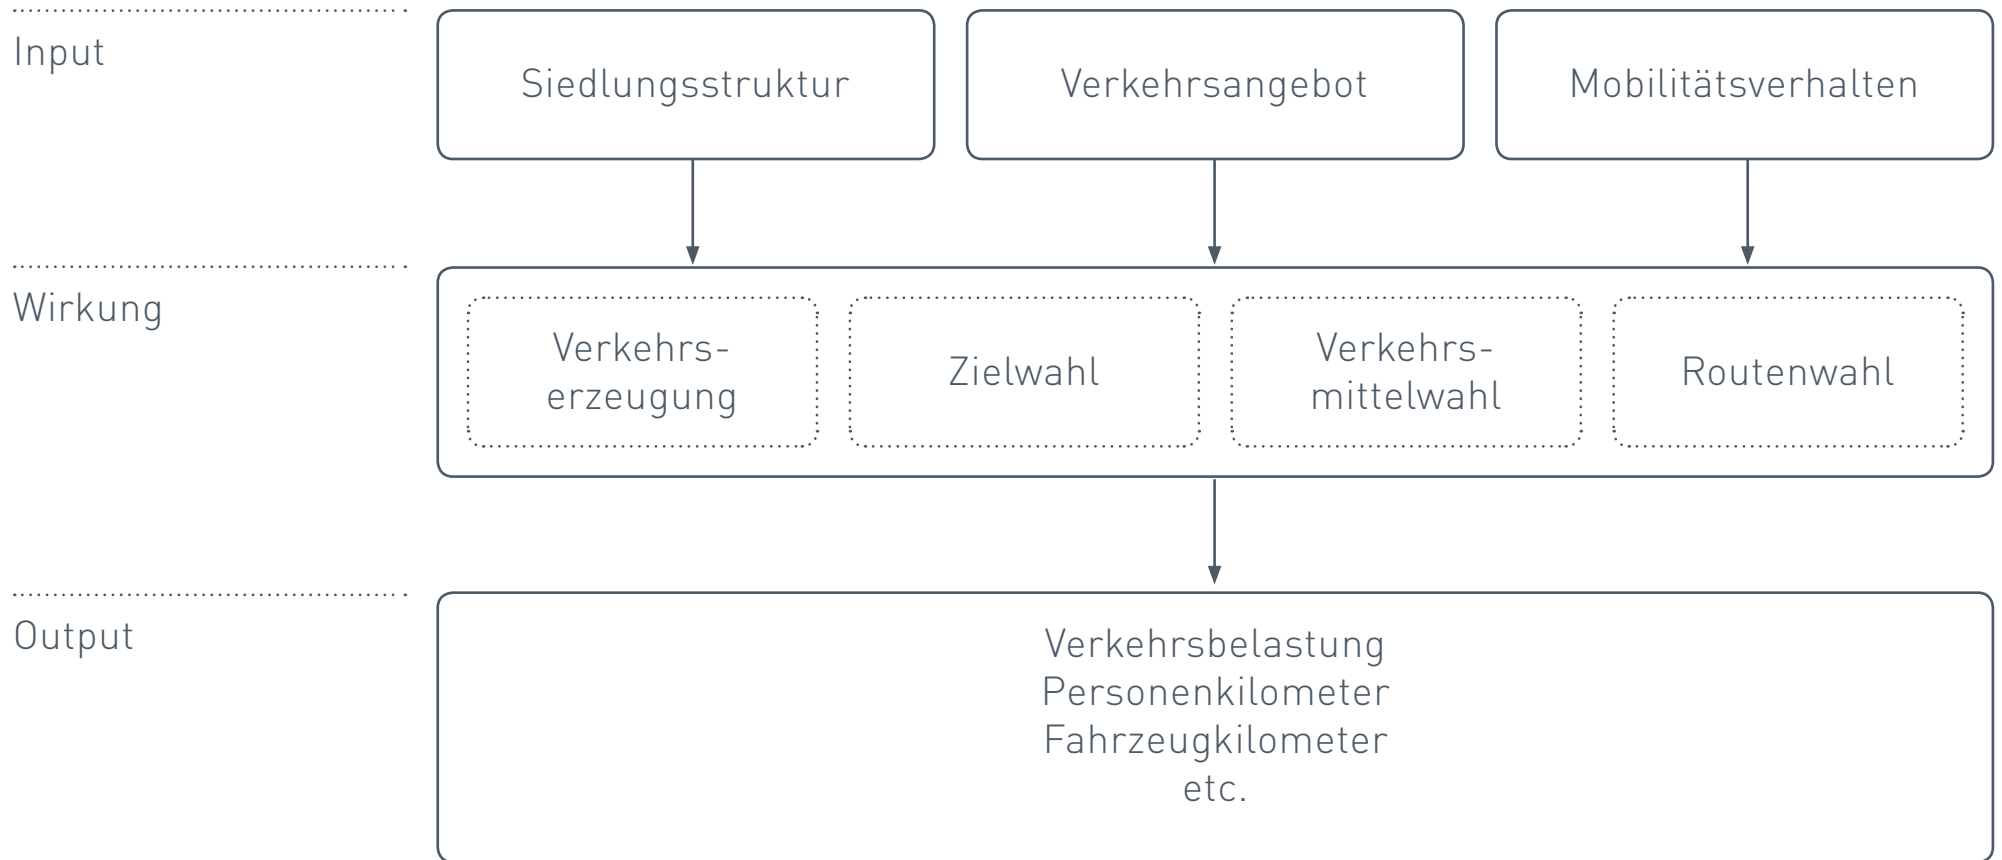 Input
Siedlungsstruktur
Verkehrsangebot
Mobilitätsverhalten
Wirkung
Verkehrs-
erzeugung
Zielwahl
Verkehrs-
mittelwahl
Routenwahl
Output
Verkehrsbelastung
Personenkilometer
Fahrzeugkilometer
etc.